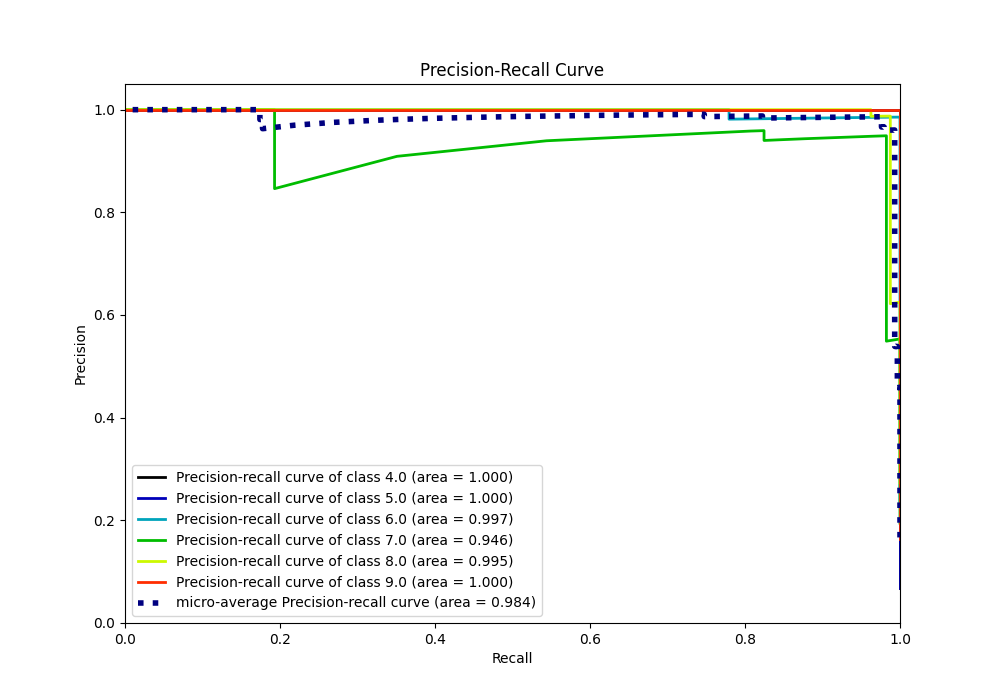 Precision-Recall Curve
1.0
0.8
0.6
0.4
0.2
0.0
Precision
Precision-recall curve of class 4.0 (area = 1.000)
Precision-recall curve of class 5.0 (area = 1.000)
Precision-recall curve of class 6.0 (area = 0.997)
Precision-recall curve of class 7.0 (area = 0.946)
Precision-recall curve of class 8.0 (area = 0.995)
Precision-recall curve of class 9.0 (area = 1.000)
micro-average Precision-recall curve (area = 0.984)
0.0 0.2 0.4 0.6 0.8 1.0
Recall